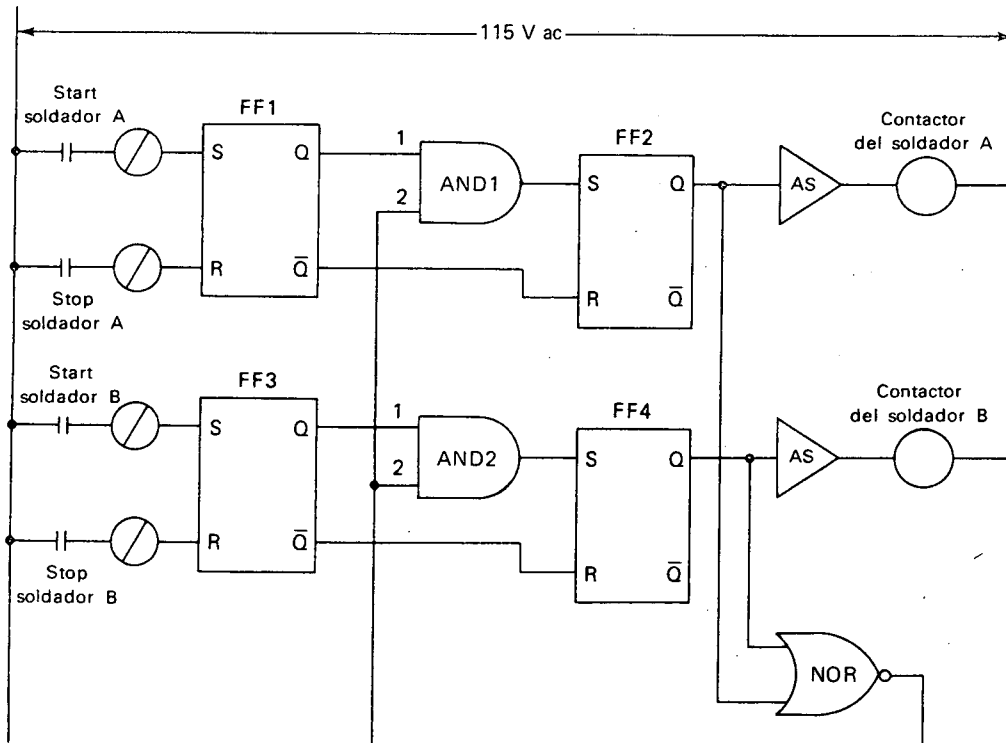 115 V ac
Start
soldador A
FF1
S
Q
R
Q̅
Stop
soldador A
1
2
AND1
FF2
S
Q
R
Q̅
AS
Contactor
del soldador A
Start
soldador B
FF3
S
Q
R
Q̅
Stop
soldador B
1
2
AND2
FF4
S
Q
R
Q̅
AS
Contactor
del soldador B
NOR